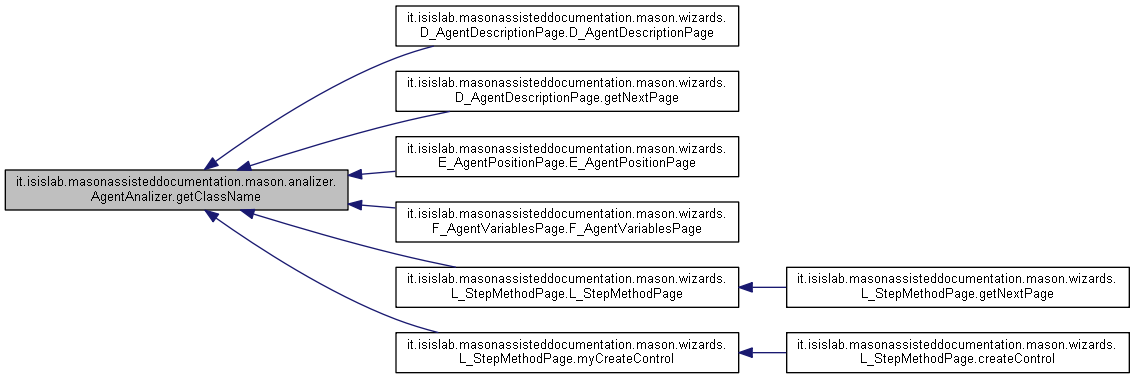 it.isislab.masonassisteddocumentation.mason.wizards.
D_AgentDescriptionPage.D_AgentDescriptionPage
it.isislab.masonassisteddocumentation.mason.wizards.
D_AgentDescriptionPage.getNextPage
it.isislab.masonassisteddocumentation.mason.wizards.
E_AgentPositionPage.E_AgentPositionPage
it.isislab.masonassisteddocumentation.mason.analizer.
AgentAnalizer.getClassName
it.isislab.masonassisteddocumentation.mason.wizards.
F_AgentVariablesPage.F_AgentVariablesPage
it.isislab.masonassisteddocumentation.mason.wizards.
L_StepMethodPage.L_StepMethodPage
it.isislab.masonassisteddocumentation.mason.wizards.
L_StepMethodPage.getNextPage
it.isislab.masonassisteddocumentation.mason.wizards.
L_StepMethodPage.myCreateControl
it.isislab.masonassisteddocumentation.mason.wizards.
L_StepMethodPage.createControl